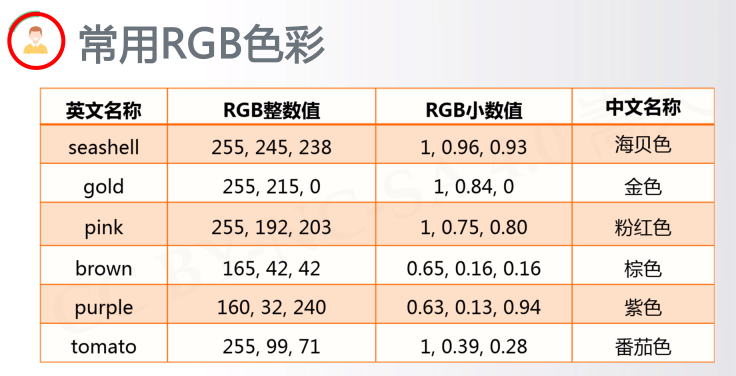 常用RGB色彩
英文名称 RGB整数值 RGB小数值 中文名称
seashell 255, 245, 238 1, 0.96, 0.93 海贝色
gold 255, 215, 0 1, 0.84, 0 金色
pink 255, 192, 203 1, 0.75, 0.80 粉红色
brown 165, 42, 42 0.65, 0.16, 0.16 棕色
purple 160, 32, 240 0.63, 0.13, 0.94 紫色
tomato 255, 99, 71 1, 0.39, 0.28 番茄色